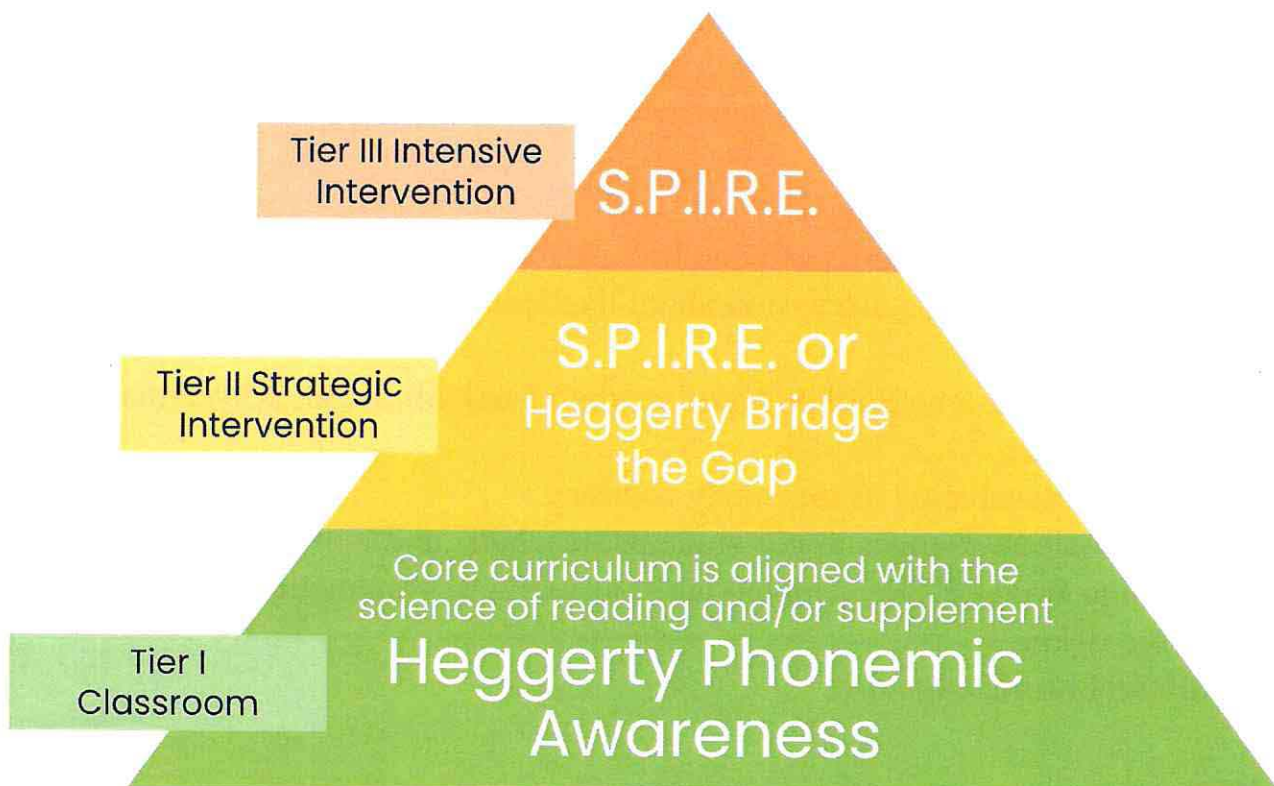 Tier III Intensive
Intervention
S.P.I.R.E.
Tier II Strategic
Intervention
S.P.I.R.E. or
Heggerty Bridge
the Gap
Tier I
Classroom
Core curriculum is aligned with the
science of reading and/or supplement
Heggerty Phonemic
Awareness